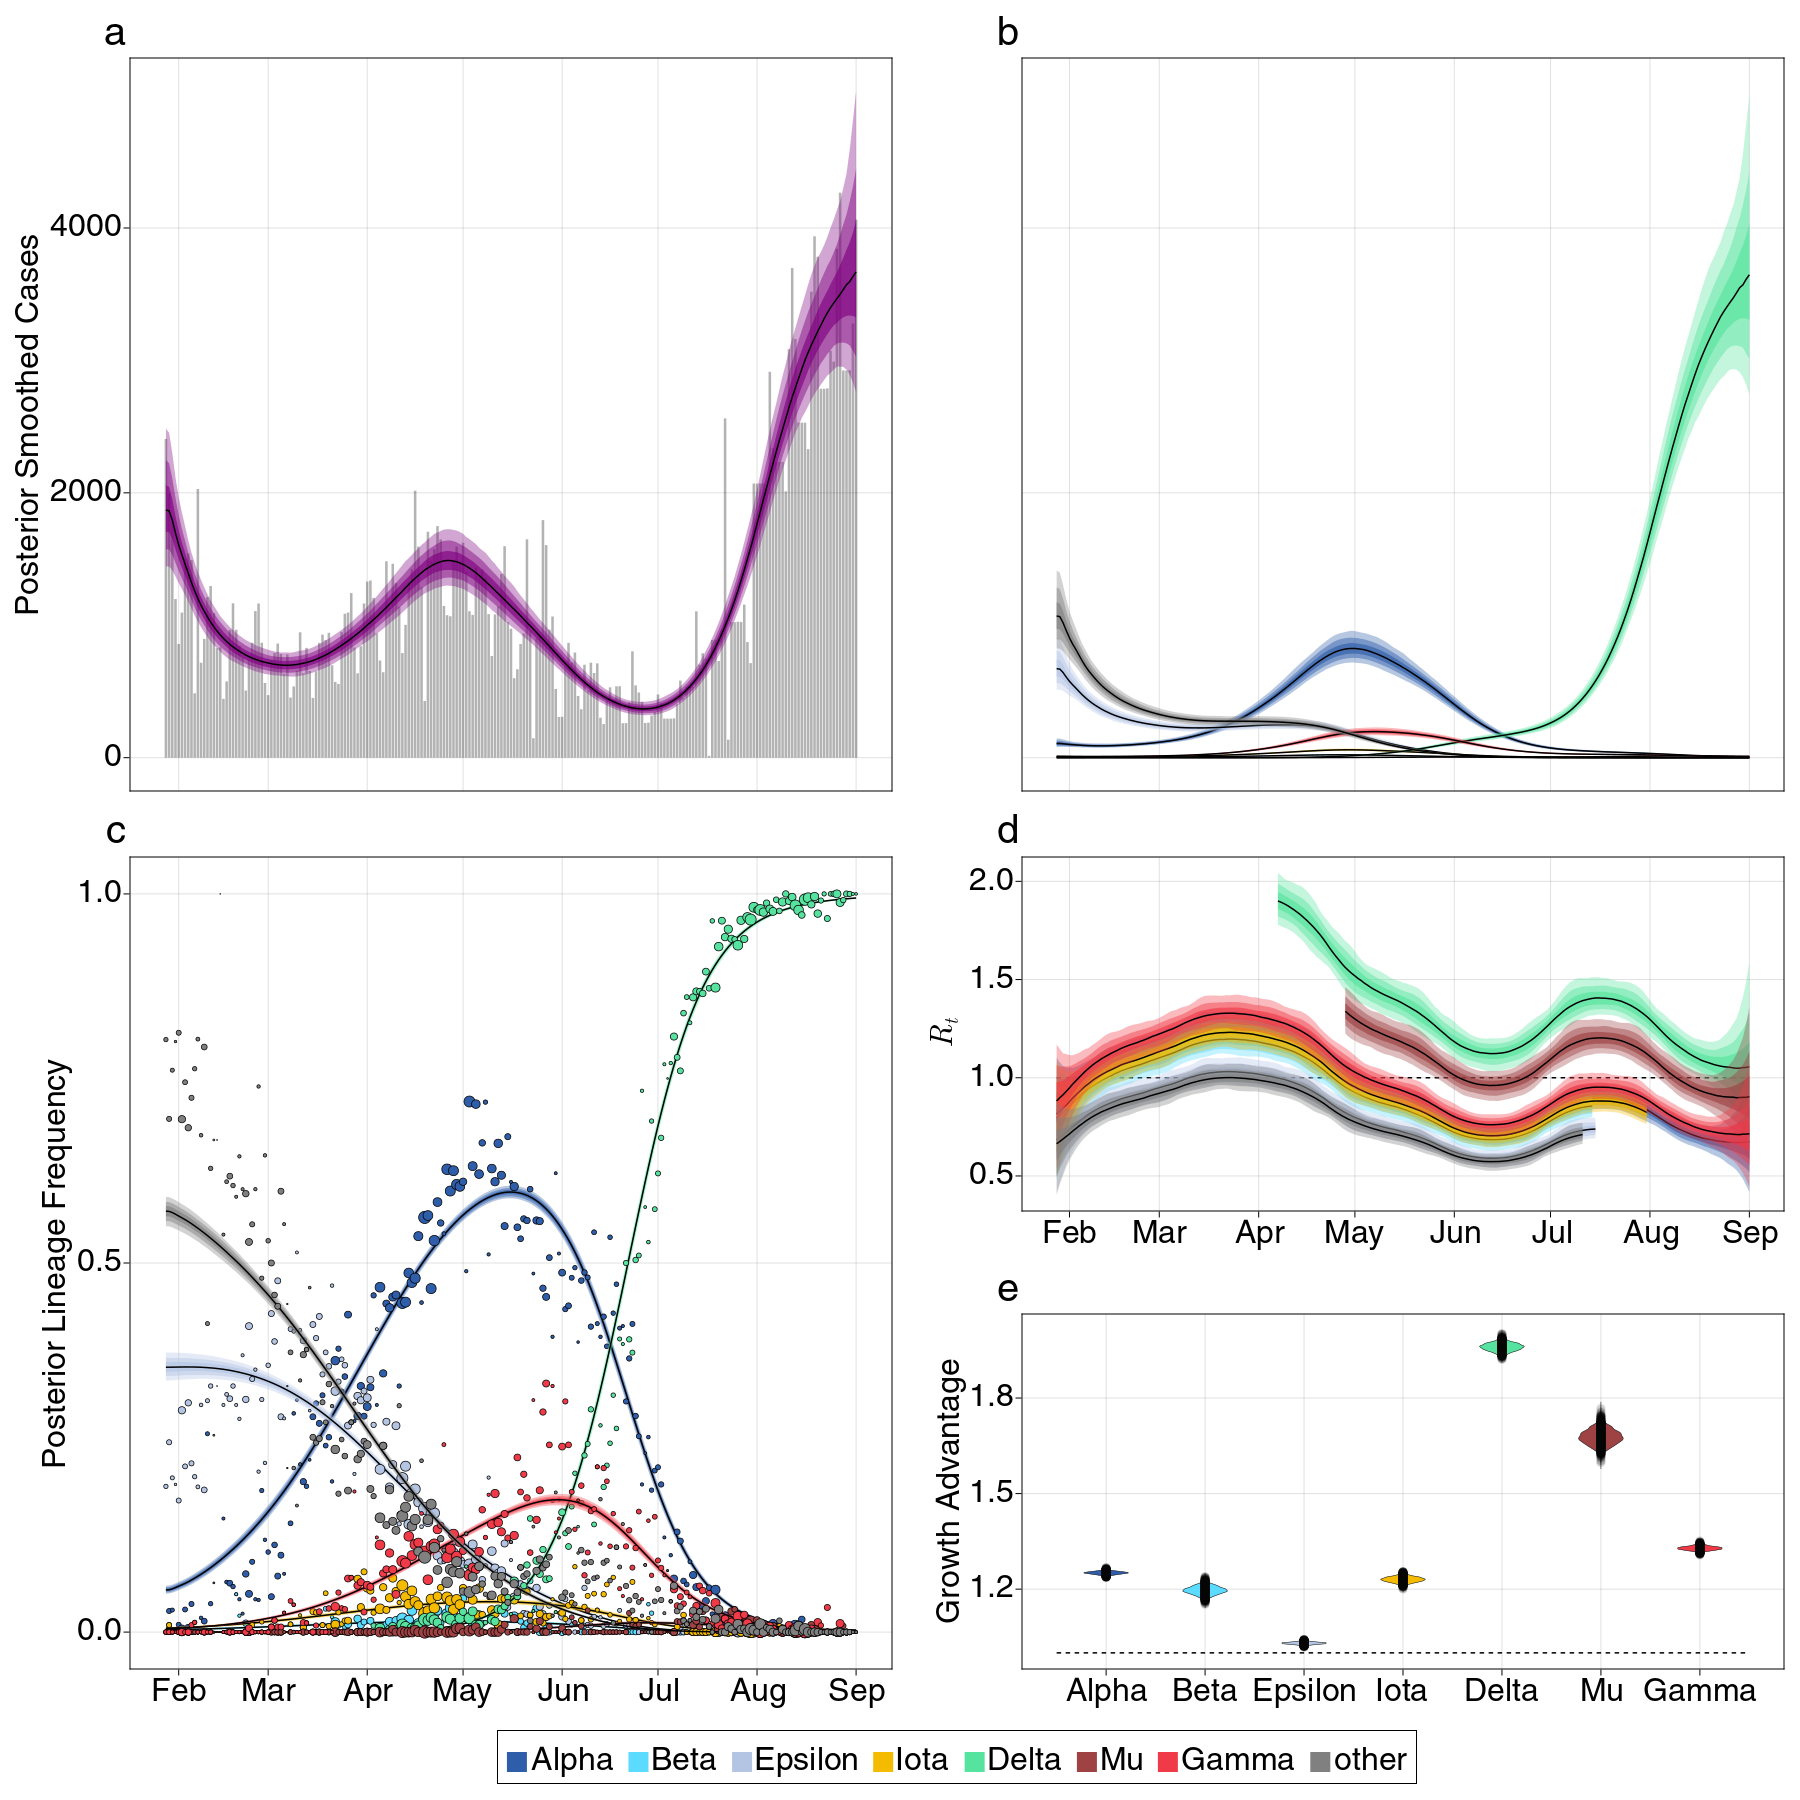 a
Posterior Smoothed Cases
4000
2000
0
b
c
Posterior Lineage Frequency
1.0
0.5
0.0
Feb Mar Apr May Jun Jul Aug Sep
d
R_t
2.0
1.5
1.0
0.5
Feb Mar Apr May Jun Jul Aug Sep
e
Growth Advantage
1.8
1.5
1.2
Alpha Beta Epsilon Iota Delta Mu Gamma
Alpha Beta Epsilon Iota Delta Mu Gamma other